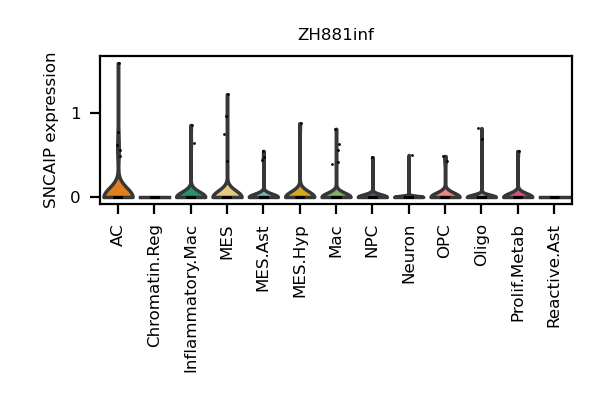 ZH881inf
SNCAIP expression
1
0
AC
Chromatin.Reg
Inflammatory.Mac
MES
MES.Ast
MES.Hyp
Mac
NPC
Neuron
OPC
Oligo
Prolif.Metab
Reactive.Ast